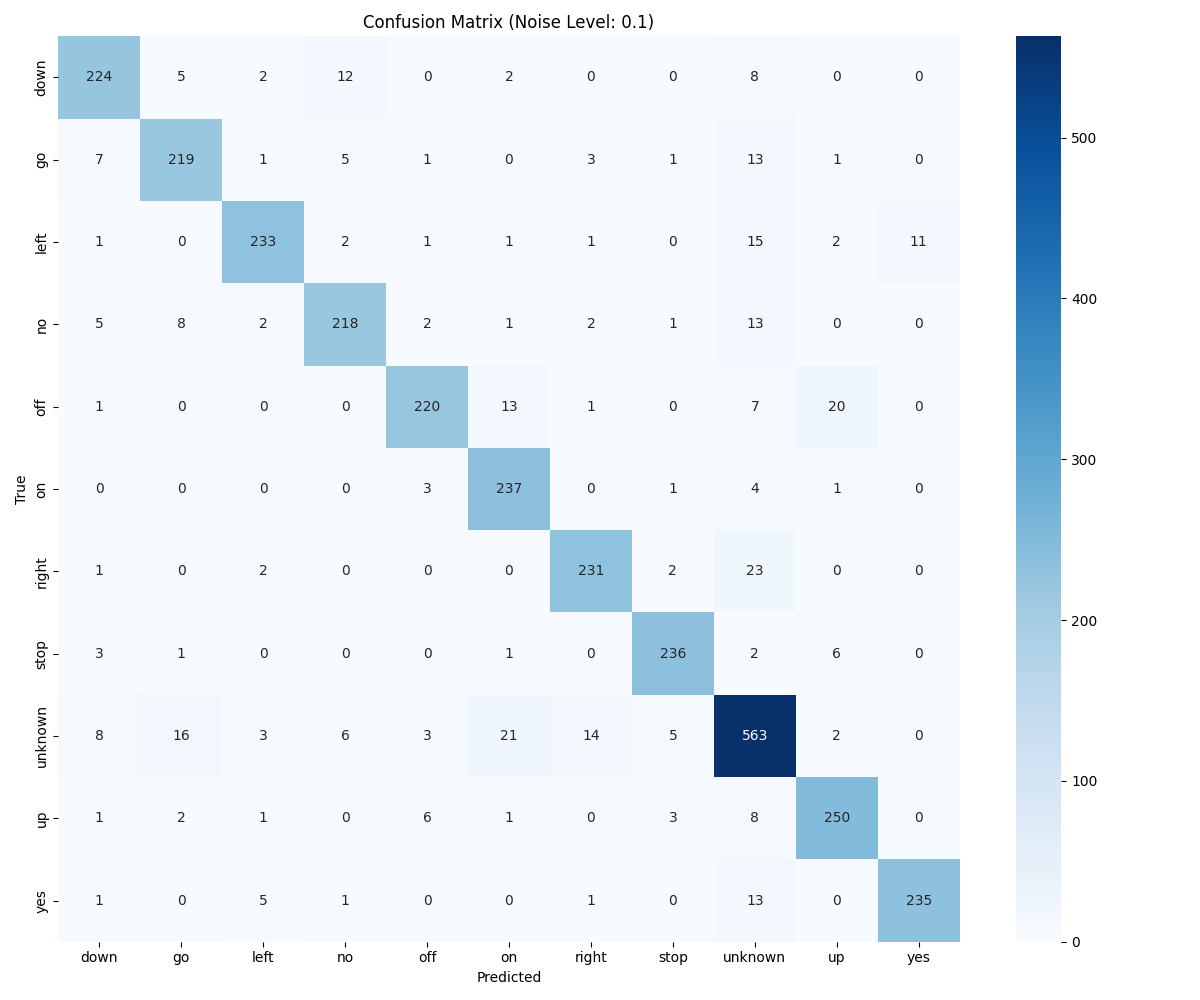 Confusion Matrix (Noise Level: 0.1)
down 224 5 2 12 0 2 0 0 8 0 0
go 7 219 1 5 1 0 3 1 13 1 0
left 1 0 233 2 1 1 1 0 15 2 11
no 5 8 2 218 2 1 2 1 13 0 0
off 1 0 0 0 220 13 1 0 7 20 0
on 0 0 0 0 3 237 0 1 4 1 0
right 1 0 2 0 0 0 231 2 23 0 0
stop 3 1 0 0 0 1 0 236 2 6 0
unknown 8 16 3 6 3 21 14 5 563 2 0
up 1 2 1 0 6 1 0 3 8 250 0
yes 1 0 5 1 0 0 1 0 13 0 235
down go left no off on right stop unknown up yes
Predicted
True
500
400
300
200
100
0